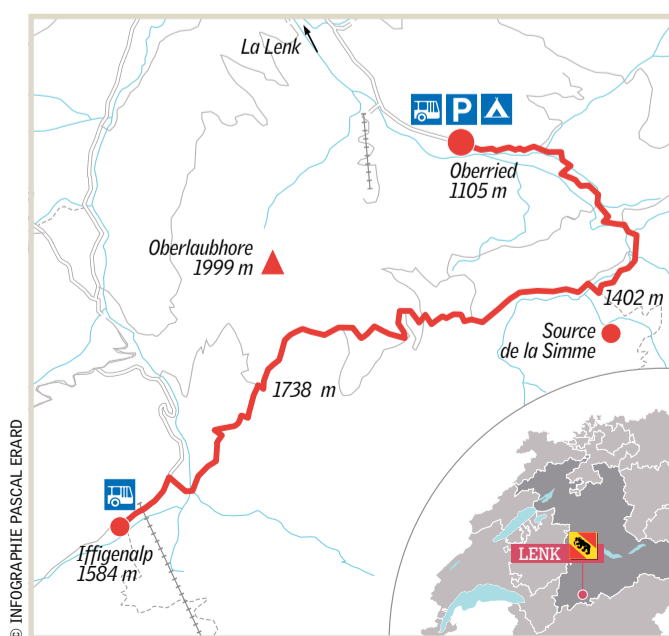 La Lenk
P
Oberried
1105 m
Oberlaubhore
1999 m
1402 m
Source
de la Simme
1738 m
Iffigenalp
1584 m
LENK
© INFOGRAPHIE PASCAL ERARD